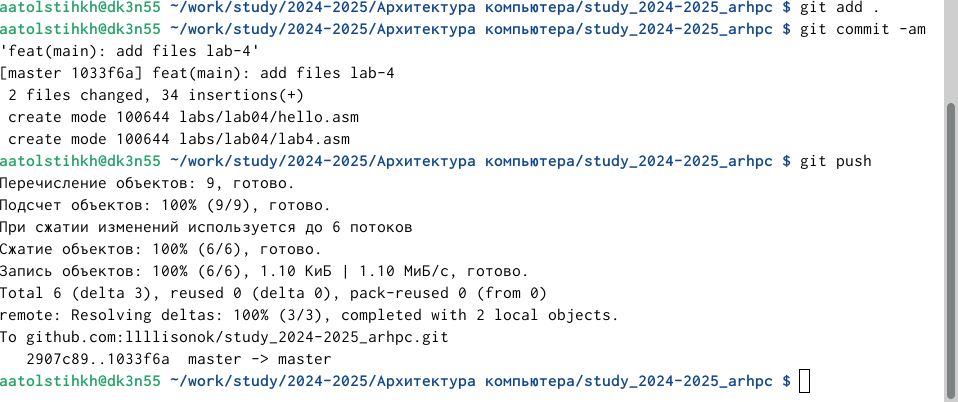 aatolstihkh@dk3n55 ~/work/study/2024-2025/Архитектура компьютера/study_2024-2025_arhpc $ git add .
aatolstihkh@dk3n55 ~/work/study/2024-2025/Архитектура компьютера/study_2024-2025_arhpc $ git commit -am
'feat(main): add files lab-4'
[master 1033f6a] feat(main): add files lab-4
 2 files changed, 34 insertions(+)
 create mode 100644 labs/lab04/hello.asm
 create mode 100644 labs/lab04/lab4.asm
aatolstihkh@dk3n55 ~/work/study/2024-2025/Архитектура компьютера/study_2024-2025_arhpc $ git push
Перечисление объектов: 9, готово.
Подсчет объектов: 100% (9/9), готово.
При сжатии изменений используется до 6 потоков
Сжатие объектов: 100% (6/6), готово.
Запись объектов: 100% (6/6), 1.10 КиБ | 1.10 МиБ/с, готово.
Total 6 (delta 3), reused 0 (delta 0), pack-reused 0 (from 0)
remote: Resolving deltas: 100% (3/3), completed with 2 local objects.
To github.com:llllisonok/study_2024-2025_arhpc.git
   2907c89..1033f6a  master -> master
aatolstihkh@dk3n55 ~/work/study/2024-2025/Архитектура компьютера/study_2024-2025_arhpc $